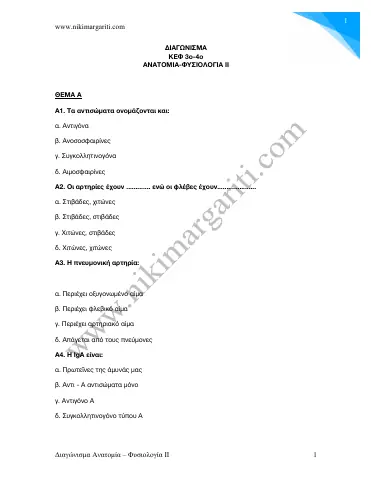 1
www.nikimargariti.com
ΔΙΑΓΩΝΙΣΜΑ
ΚΕΦ 3ο-4ο
ΑΝΑΤΟΜΙΑ-ΦΥΣΙΟΛΟΓΙΑ ΙΙ
ΘΕΜΑ Α
Α1. Τα αντισώματα ονομάζονται και:
α. Αντιγόνα
β. Ανοσοσφαιρίνες
γ. Συγκολλητινογόνα
δ. Αιμοσφαιρίνες
Α2. Οι αρτηρίες έχουν ............. ενώ οι φλέβες έχουν.....................
α. Στιβάδες, χιτώνες
β. Στιβάδες, στιβάδες
γ. Χιτώνες, στιβάδες
δ. Χιτώνες, χιτώνες
Α3. Η πνευμονική αρτηρία:
α. Περιέχει οξυγονωμένο αίμα
β. Περιέχει φλεβικό αίμα
γ. Περιέχει αρτηριακό αίμα
δ. Απάγεται από τους πνεύμονες
Α4. Η IgA είναι:
α. Πρωτεΐνες της άμυνάς μας
β. Αντι - Α αντισώματα μόνο
γ. Αντιγόνο Α
δ. Συγκολλητινογόνο τύπου Α
www.nikimargariti.com
Διαγώνισμα Ανατομία – Φυσιολογία ΙΙ 1